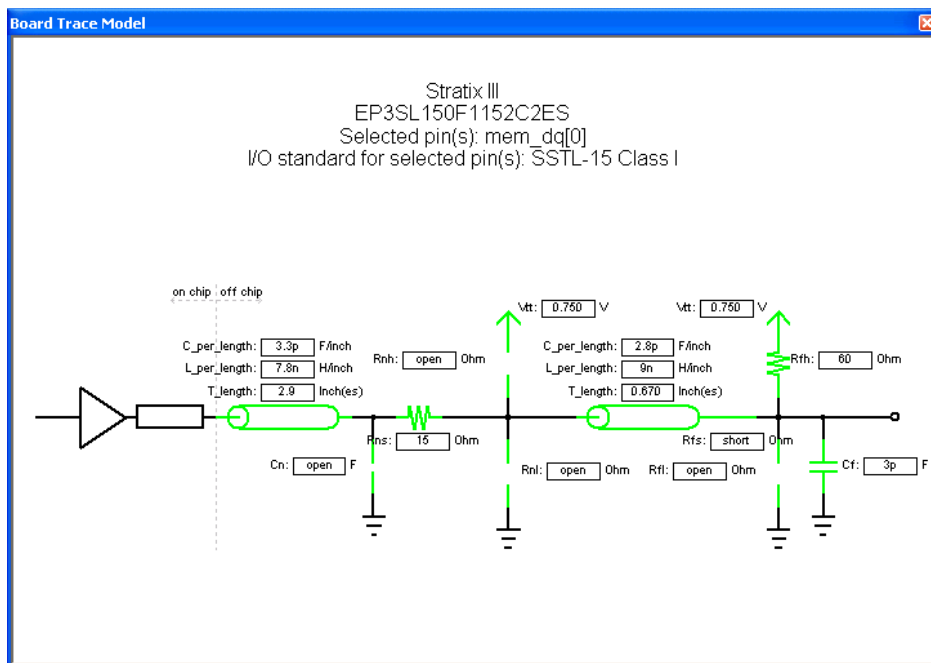 Board Trace Model
Stratix III
EP3SL150F1152C2ES
Selected pin(s): mem_dq[0]
I/O standard for selected pin(s): SSTL-15 Class I
on chip off chip
Vtt: 0.750 V
Vtt: 0.750 V
C_per_length: 3.3p F/inch
L_per_length: 7.8n H/inch
T_length: 2.9 Inch(es)
Rnh: open Ohm
C_per_length: 2.8p F/inch
L_per_length: 9n H/inch
T_length: 0.670 Inch(es)
Rfh: 60 Ohm
Rns: 15 Ohm
Rfs: short Ohm
Cn: open F
Rnl: open Ohm
Rfl: open Ohm
Cf: 3p F